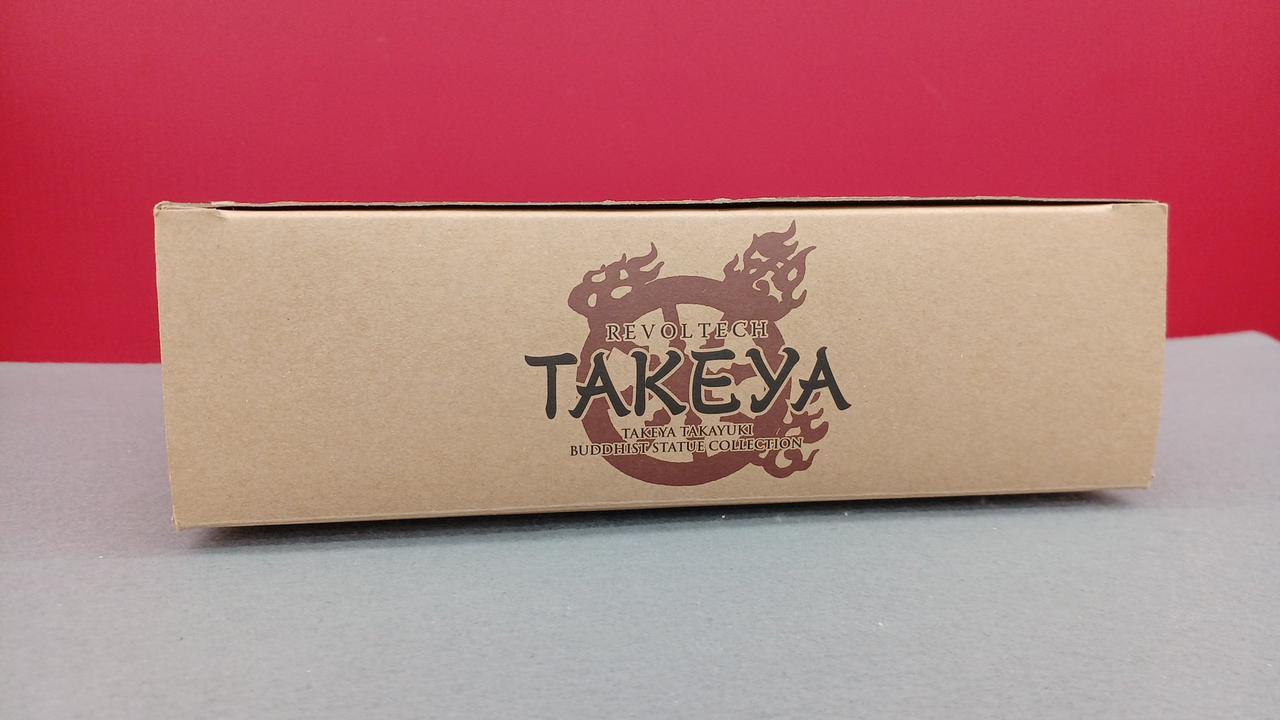 REVOLTECH
TAKEYA
TAKEYA TAKAYUKI
BUDDHIST STATUE COLLECTION